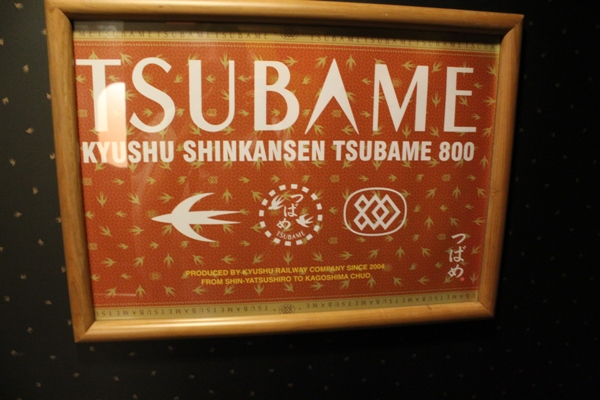 TSUBAME
KYUSHU SHINKANSEN TSUBAME 800
つばめ
TSUBAME
つばめ
PRODUCED BY KYUSHU RAILWAY COMPANY SINCE 2004
FROM SHIN-YATSUSHIRO TO KAGOSHIMA CHUO